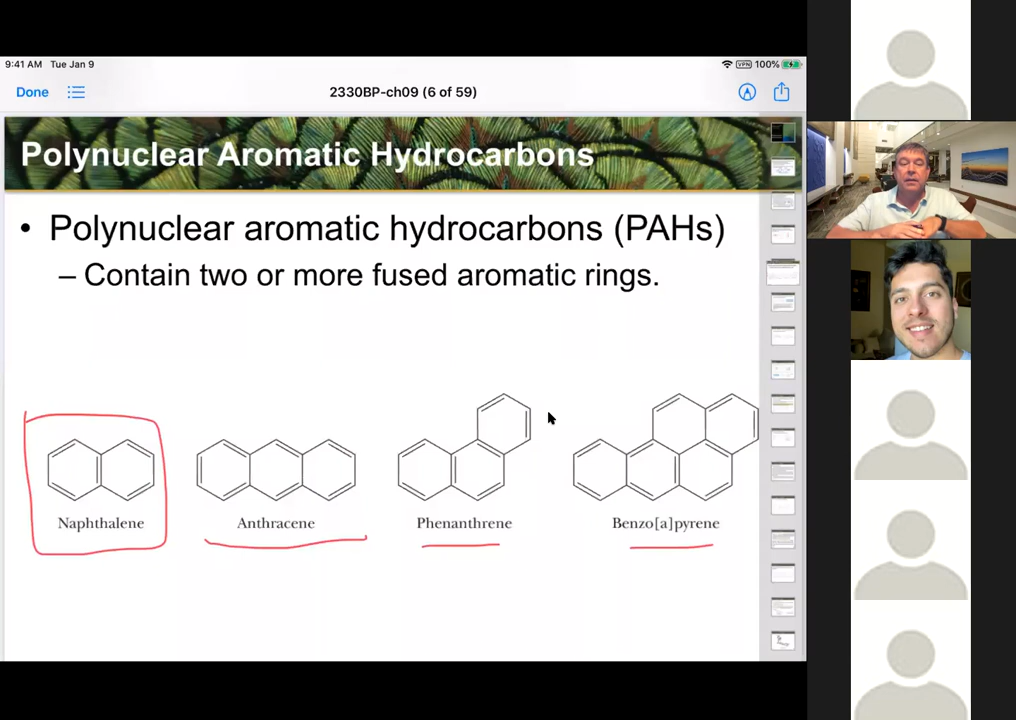 9:41 AM Tue Jan 9
VPN 100%
Done
2330BP-ch09 (6 of 59)
Polynuclear Aromatic Hydrocarbons
• Polynuclear aromatic hydrocarbons (PAHs)
– Contain two or more fused aromatic rings.
Naphthalene Anthracene Phenanthrene Benzo[a]pyrene